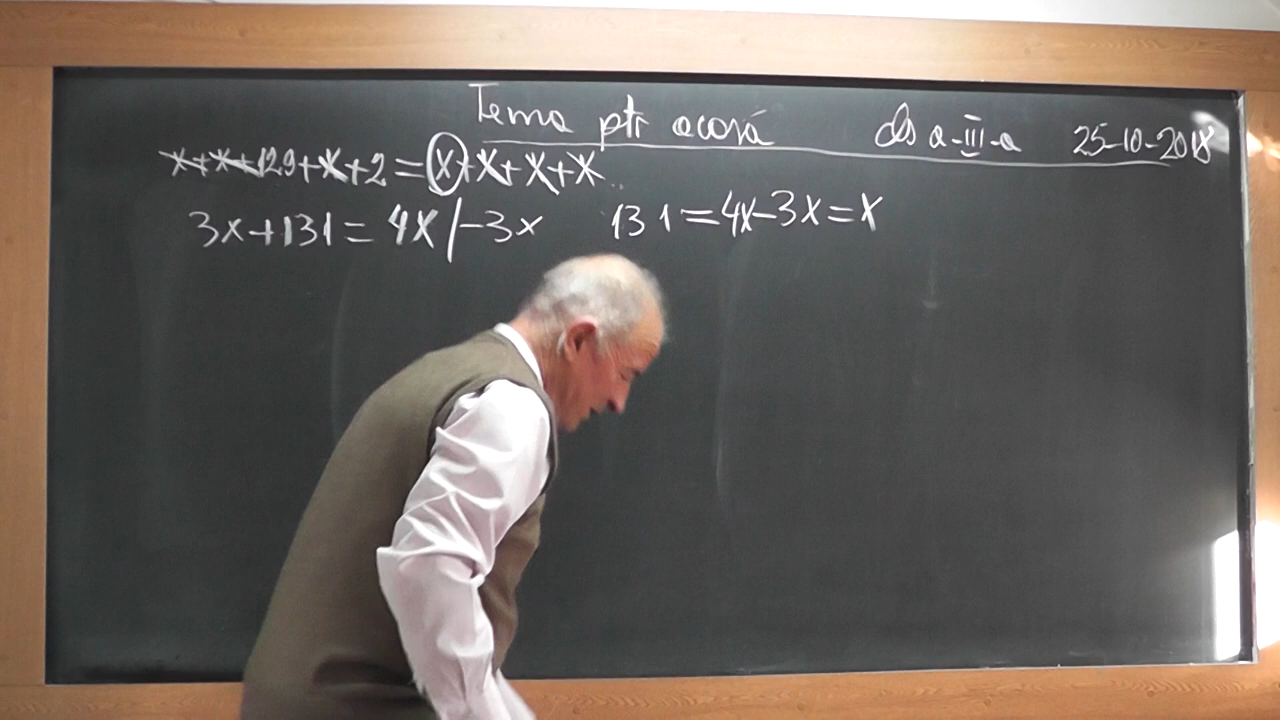 Tema ptr acasă cls a-III-a 25-10-2018
x+x+129+x+2=x+x+x+x
3x+131=4x/-3x 131=4x-3x=x